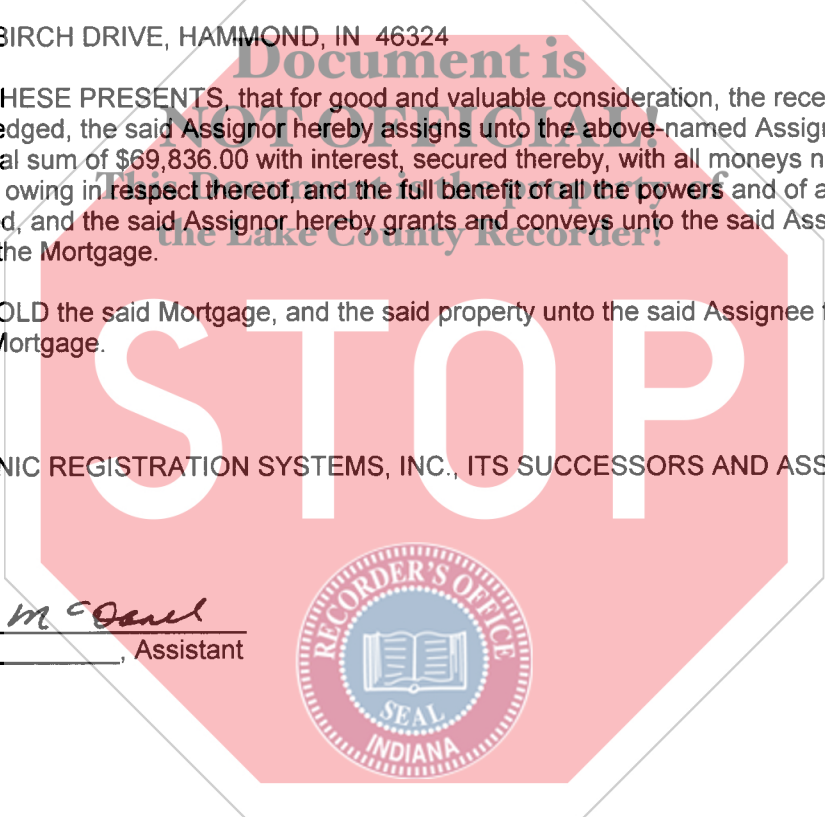 BIRCH DRIVE, HAMMOND, IN 46324
Document is
HESE PRESENTS, that for good and valuable consideration, the rece
NOT OFFICIAL!
edged, the said Assignor hereby assigns unto the above-named Assign
al sum of $69,836.00 with interest, secured thereby, with all moneys n
This Document is the property of
owing in respect thereof, and the full benefit of all the powers and of a
d, and the said Assignor hereby grants and conveys unto the said Ass
the Lake County Recorder!
the Mortgage.
OLD the said Mortgage, and the said property unto the said Assignee f
Mortgage.
STOP
NIC REGISTRATION SYSTEMS, INC., ITS SUCCESSORS AND ASS
RECORDER'S OFFICE
McDanel
, Assistant
SEAL
INDIANA